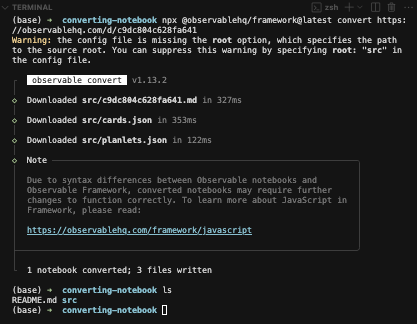 TERMINAL
zsh
(base) → converting-notebook npx @observablehq/framework@latest convert https:
//observablehq.com/d/c9dc804c628fa641
Warning: the config file is missing the root option, which specifies the path
to the source root. You can suppress this warning by specifying root: "src" in
the config file.
observable convert v1.13.2
Downloaded src/c9dc804c628fa641.md in 327ms
Downloaded src/cards.json in 353ms
Downloaded src/planlets.json in 122ms
Note
Due to syntax differences between Observable notebooks and
Observable Framework, converted notebooks may require further
changes to function correctly. To learn more about JavaScript in
Framework, please read:
https://observablehq.com/framework/javascript
1 notebook converted; 3 files written
(base) → converting-notebook ls
README.md src
(base) → converting-notebook